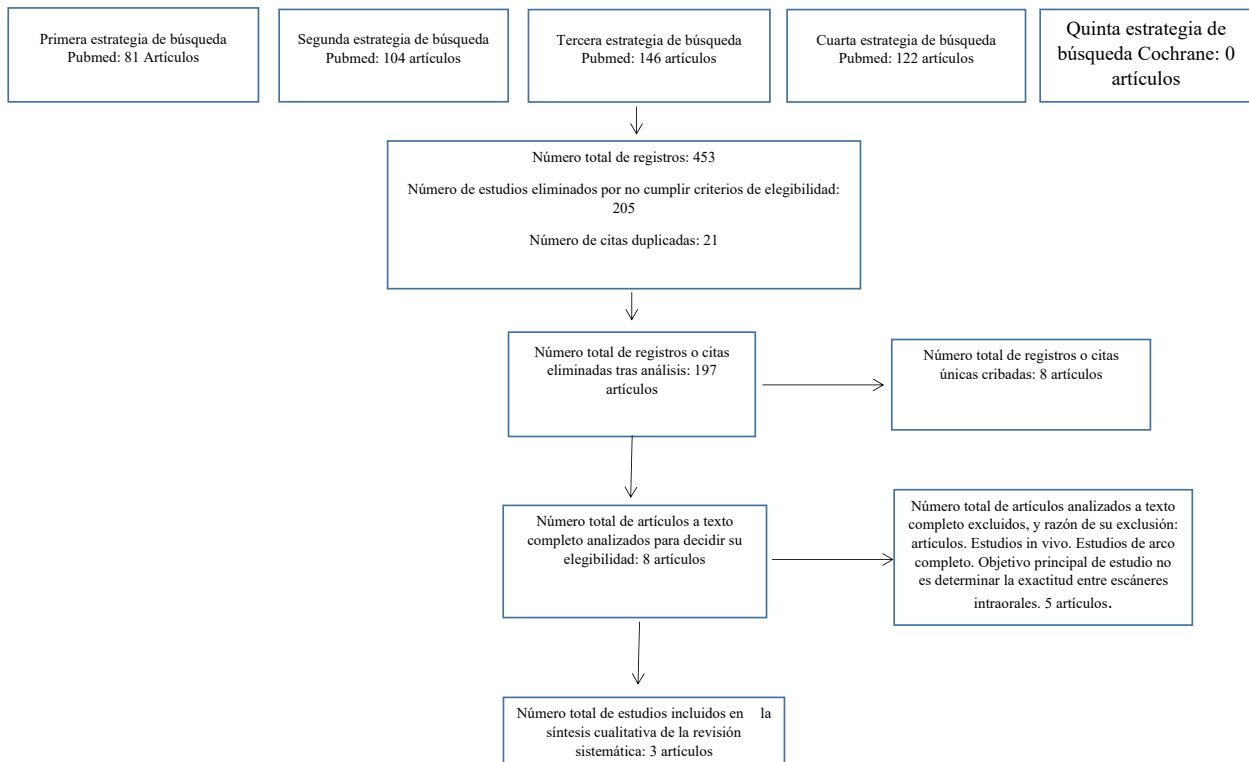 Primera estrategia de búsqueda
Pubmed: 81 Artículos
Segunda estrategia de búsqueda
Pubmed: 104 artículos
Tercera estrategia de búsqueda
Pubmed: 146 artículos
Cuarta estrategia de búsqueda
Pubmed: 122 artículos
Quinta estrategia de
búsqueda Cochrane: 0
artículos
Número total de registros: 453
Número de estudios eliminados por no cumplir criterios de elegibilidad:
205
Número de citas duplicadas: 21
Número total de registros o citas
eliminadas tras análisis: 197
artículos
Número total de registros o citas
únicas cribadas: 8 artículos
Número total de artículos a texto
completo analizados para decidir su
elegibilidad: 8 artículos
Número total de artículos analizados a texto
completo excluidos, y razón de su exclusión:
artículos. Estudios in vivo. Estudios de arco
completo. Objetivo principal de estudio no
es determinar la exactitud entre escáneres
intraorales. 5 artículos.
Número total de estudios incluidos en la
síntesis cualitativa de la revisión
sistemática: 3 artículos